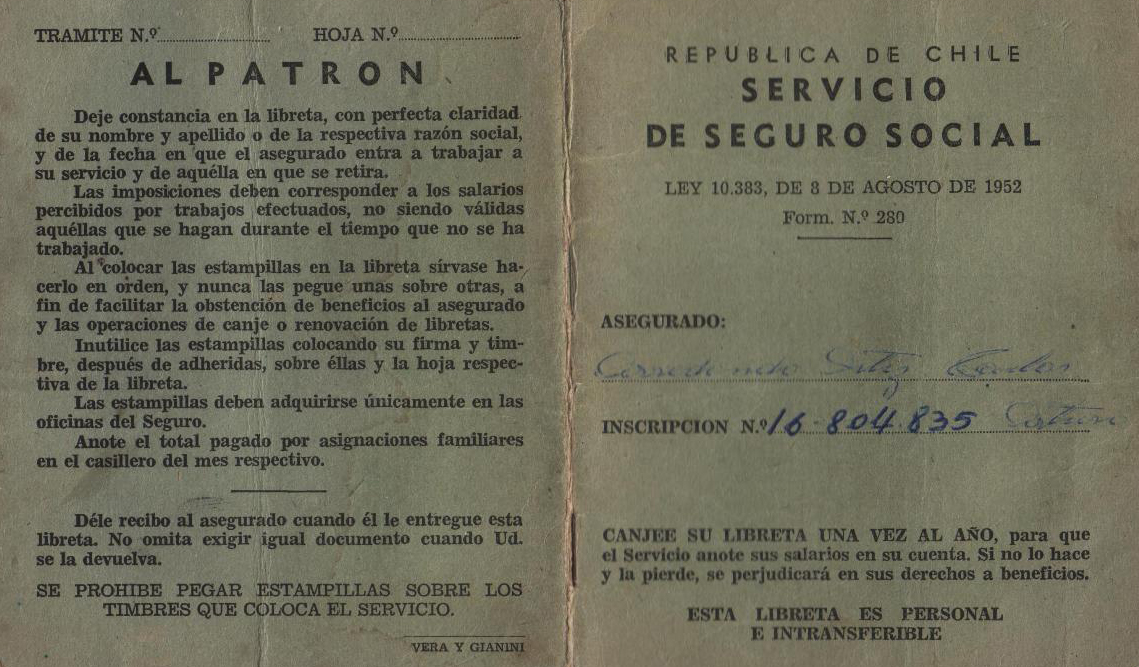 TRAMITE N.º HOJA N.º
AL PATRON
Deje constancia en la libreta, con perfecta claridad
de su nombre y apellido o de la respectiva razón social,
y de la fecha en que el asegurado entra a trabajar a
su servicio y de aquélla en que se retira.
Las imposiciones deben corresponder a los salarios
percibidos por trabajos efectuados, no siendo válidas
aquéllas que se hagan durante el tiempo que no se ha
trabajado.
Al colocar las estampillas en la libreta sírvase ha-
cerlo en orden, y nunca las pegue unas sobre otras, a
fin de facilitar la obstención de beneficios al asegurado
y las operaciones de canje o renovación de libretas.
Inutilice las estampillas colocando su firma y tim-
bre, después de adheridas, sobre éllas y la hoja respec-
tiva de la libreta.
Las estampillas deben adquirirse únicamente en las
oficinas del Seguro.
Anote el total pagado por asignaciones familiares
en el casillero del mes respectivo.
Déle recibo al asegurado cuando él le entregue esta
libreta. No omita exigir igual documento cuando Ud.
se la devuelva.
SE PROHIBE PEGAR ESTAMPILLAS SOBRE LOS
TIMBRES QUE COLOCA EL SERVICIO.
VERA Y GIANINI
REPUBLICA DE CHILE
SERVICIO
DE SEGURO SOCIAL
LEY 10.383, DE 8 DE AGOSTO DE 1952
Form. N.º 280
ASEGURADO:
Carlos
INSCRIPCION N.º 16-804.835
CANJEE SU LIBRETA UNA VEZ AL AÑO, para que
el Servicio anote sus salarios en su cuenta. Si no lo hace
y la pierde, se perjudicará en sus derechos a beneficios.
ESTA LIBRETA ES PERSONAL
E INTRANSFERIBLE